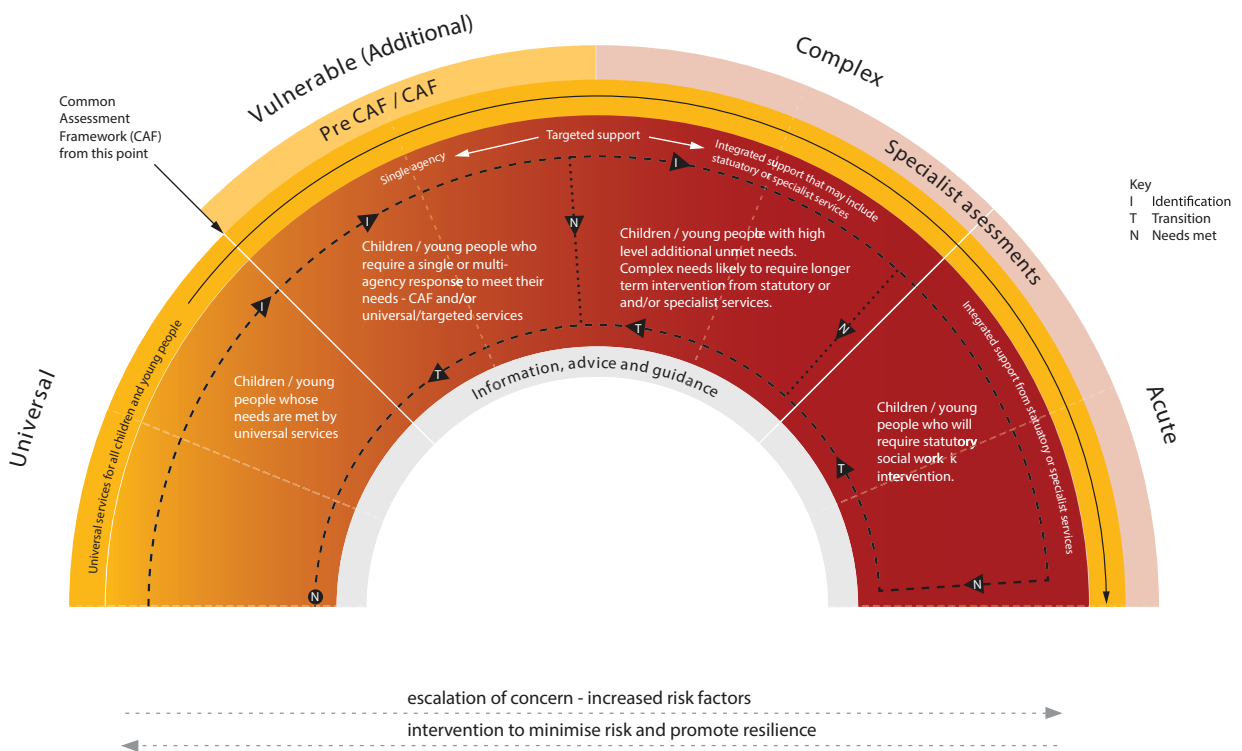 Vulnerable (Additional)
Complex
Common
Assessment
Framework (CAF)
from this point
Pre CAF / CAF
Targeted support
Single agency
Integrated support that may include
statuatory or specialist services
Specialist asessments
Key
I Identification
T Transition
N Needs met
I
I
I
N
Children / young people who
require a single or multi-
agency response to meet their
needs - CAF and/or
universal/targeted services
Children / young people with high
level additional unmet needs.
Complex needs likely to require longer
term intervention from statutory or
and/or specialist services.
N
T
T
Information, advice and guidance
Universal
Universal services for all children and young people
Children / young
people whose
needs are met by
universal services
Children / young
people who will
require statutory
social work k
intervention.
Integrated support from statuatory or specialist services
Acute
T
N
N
escalation of concern - increased risk factors
intervention to minimise risk and promote resilience